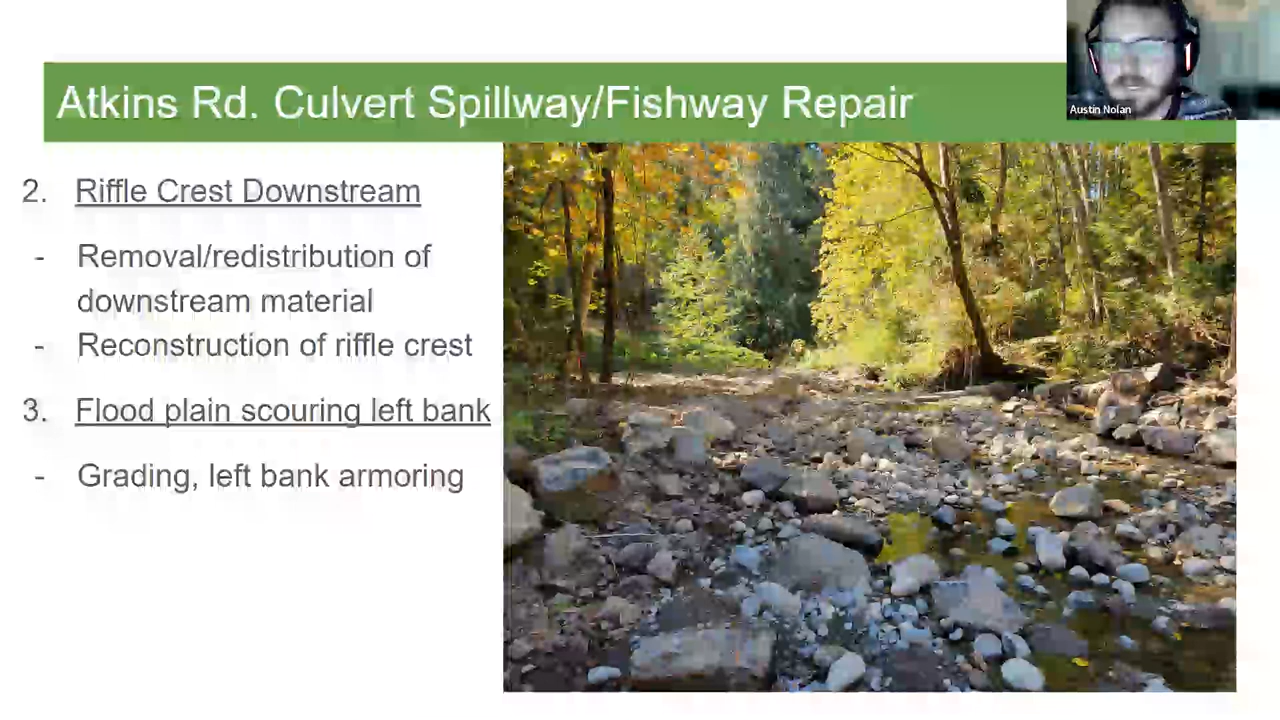 Atkins Rd. Culvert Spillway/Fishway Repair
Austin Nolan
2. Riffle Crest Downstream
- Removal/redistribution of
downstream material
- Reconstruction of riffle crest
3. Flood plain scouring left bank
- Grading, left bank armoring